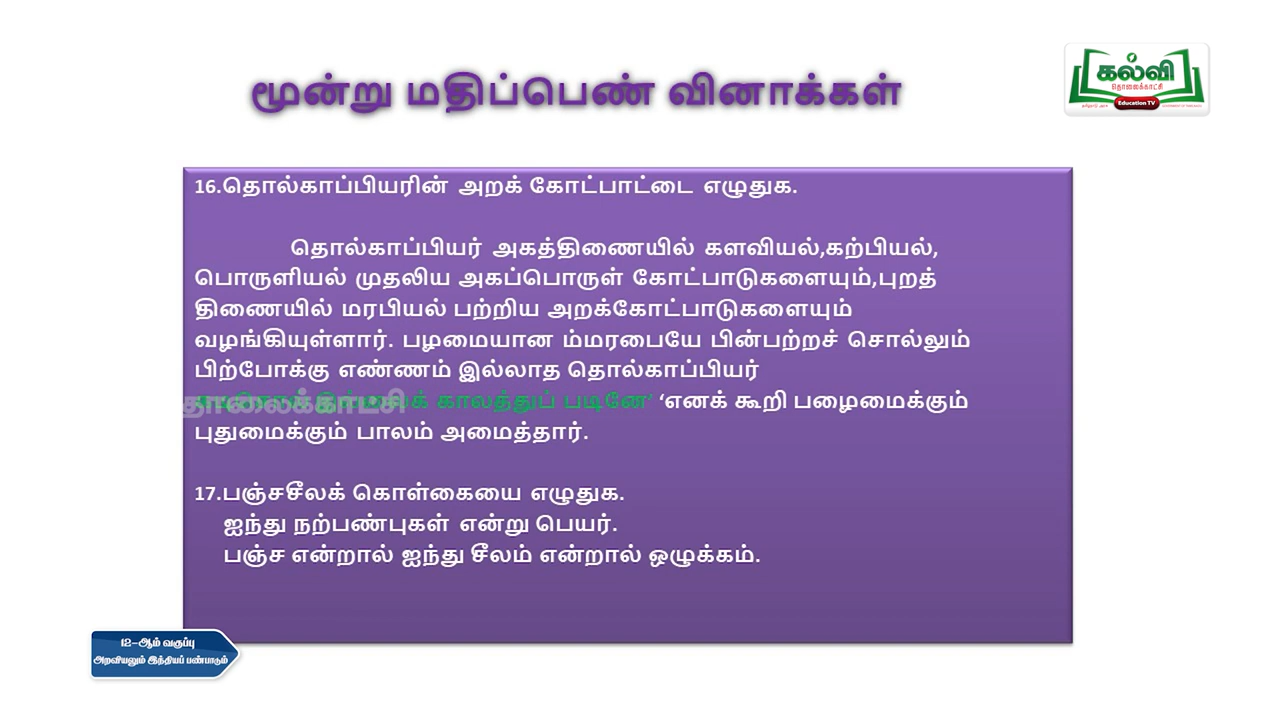 மூன்று மதிப்பெண் வினாக்கள்
கல்வி
தொலைக்காட்சி
Education TV
16.தொல்காப்பியரின் அறக் கோட்பாட்டை எழுதுக.
தொல்காப்பியர் அகத்திணையில் களவியல்,கற்பியல்,
பொருளியல் முதலிய அகப்பொருள் கோட்பாடுகளையும்,புறத்
திணையில் மரபியல் பற்றிய அறக்கோட்பாடுகளையும்
வழங்கியுள்ளார். பழமையான ம்மரபையே பின்பற்றச் சொல்லும்
பிற்போக்கு எண்ணம் இல்லாத தொல்காப்பியர்
காலத்துப் படினே’ ‘எனக் கூறி பழைமைக்கும்
புதுமைக்கும் பாலம் அமைத்தார்.
17.பஞ்சசீலக் கொள்கையை எழுதுக.
ஐந்து நற்பண்புகள் என்று பெயர்.
பஞ்ச என்றால் ஐந்து சீலம் என்றால் ஒழுக்கம்.
12-ஆம் வகுப்பு
அறவியலும் இந்தியப் பண்பாடும்